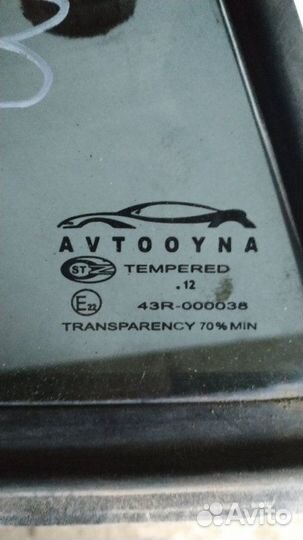 AVTOOYNA
ST TEMPERED
.12
E22 43R-000038
TRANSPARENCY 70% MIN
Avito